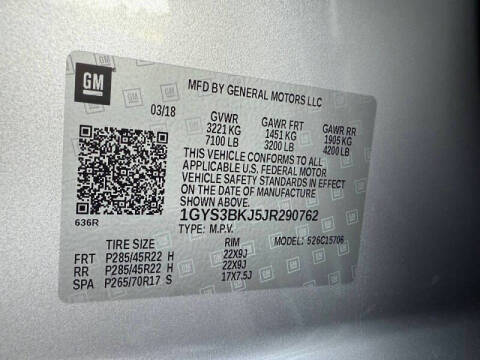 GM
MFD BY GENERAL MOTORS LLC
03/18
GVWR GAWR FRT GAWR RR
3221 KG 1451 KG 1905 KG
7100 LB 3200 LB 4200 LB
THIS VEHICLE CONFORMS TO ALL
APPLICABLE U.S. FEDERAL MOTOR
VEHICLE SAFETY STANDARDS IN EFFECT
ON THE DATE OF MANUFACTURE SHOWN ABOVE
1GYS3BKJ5JR290762
636R
TYPE: M.P.V. MODEL: 526C15706
TIRE SIZE RIM
FRT P285/45R22 H 22X9J
RR P285/45R22 H 22X9J
SPA P265/70R17 S 17X7.5J